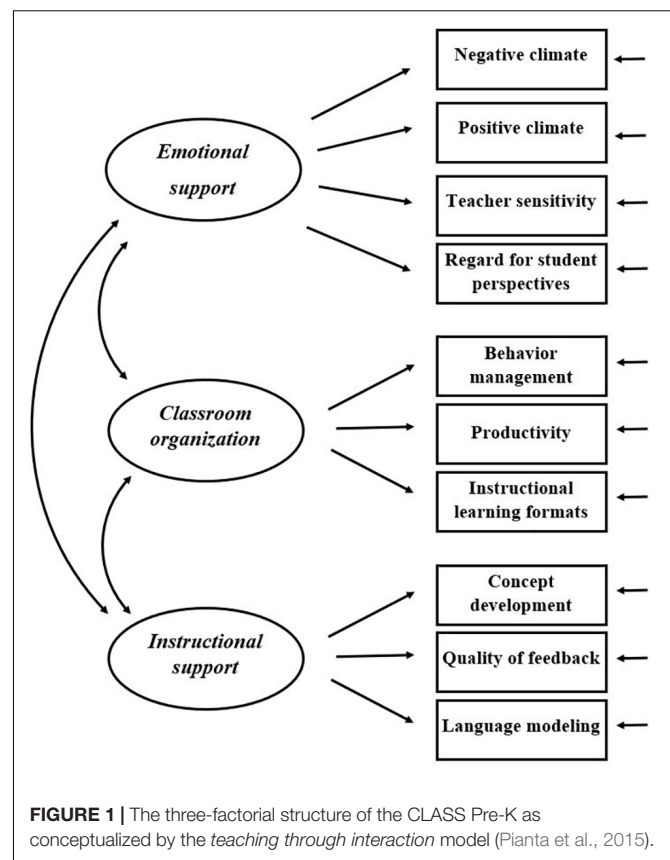 Negative climate
Positive climate
Emotional
support
Teacher sensitivity
Regard for student
perspectives
Behavior
management
Classroom
organization
Productivity
Instructional
learning formats
Concept
development
Instructional
support
Quality of feedback
Language modeling
FIGURE 1 | The three-factorial structure of the CLASS Pre-K as
conceptualized by the teaching through interaction model (Pianta et al., 2015).